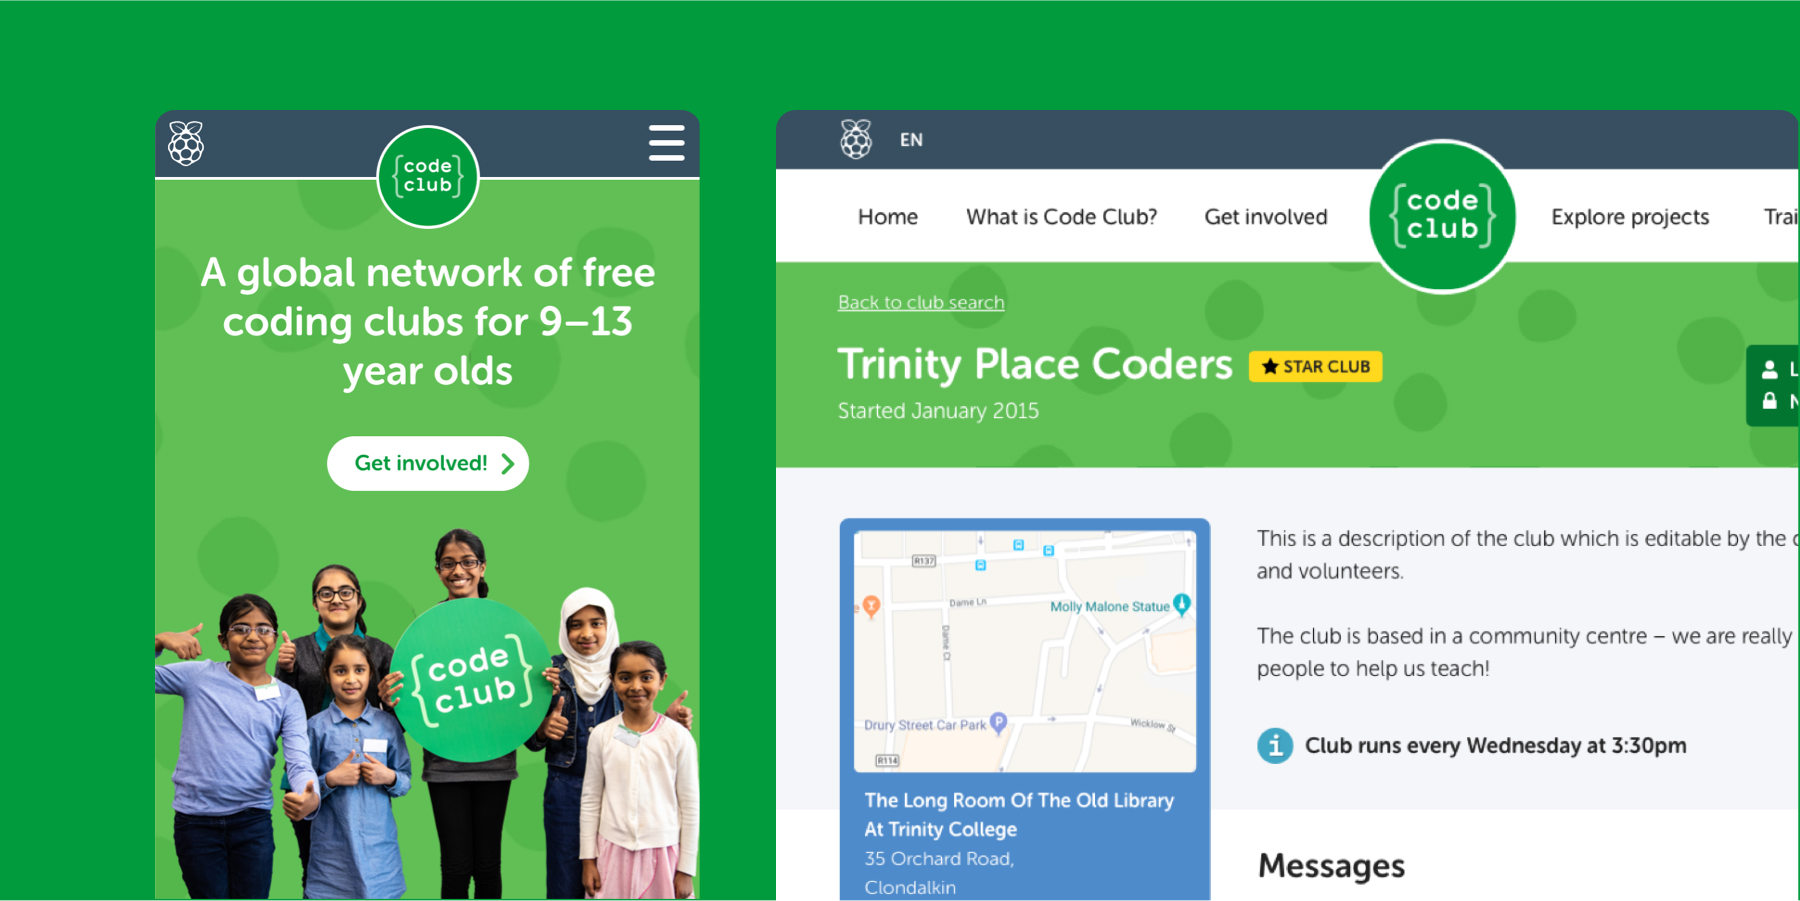 {code
club}
A global network of free
coding clubs for 9–13
year olds
Get involved!
{code
club}
EN
Home
What is Code Club?
Get involved
{code
club}
Explore projects
Back to club search
Trinity Place Coders
STAR CLUB
Started January 2015
R137
Dame Ln
Molly Malone Statue
Dame Ct
Drury Street Car Park
P
Wicklow St
R114
The Long Room Of The Old Library
At Trinity College
35 Orchard Road,
Clondalkin
This is a description of the club which is editable by the
and volunteers.
The club is based in a community centre – we are really
people to help us teach!
i
Club runs every Wednesday at 3:30pm
Messages